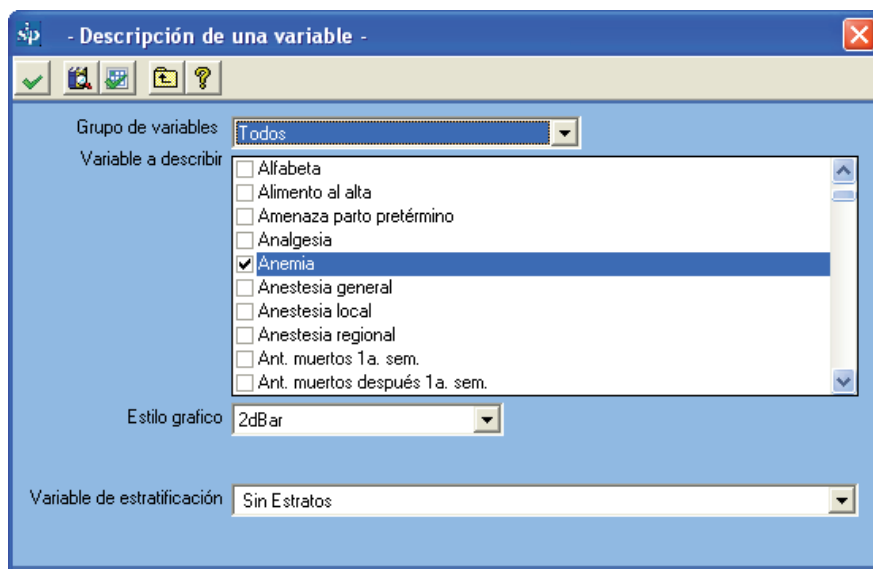 sip - Descripción de una variable -
Grupo de variables Todos
Variable a describir
Alfabeta
Alimento al alta
Amenaza parto pretérmino
Analgesia
Anemia
Anestesia general
Anestesia local
Anestesia regional
Ant. muertos 1a. sem.
Ant. muertos después 1a. sem.
Estilo grafico 2dBar
Variable de estratificación Sin Estratos